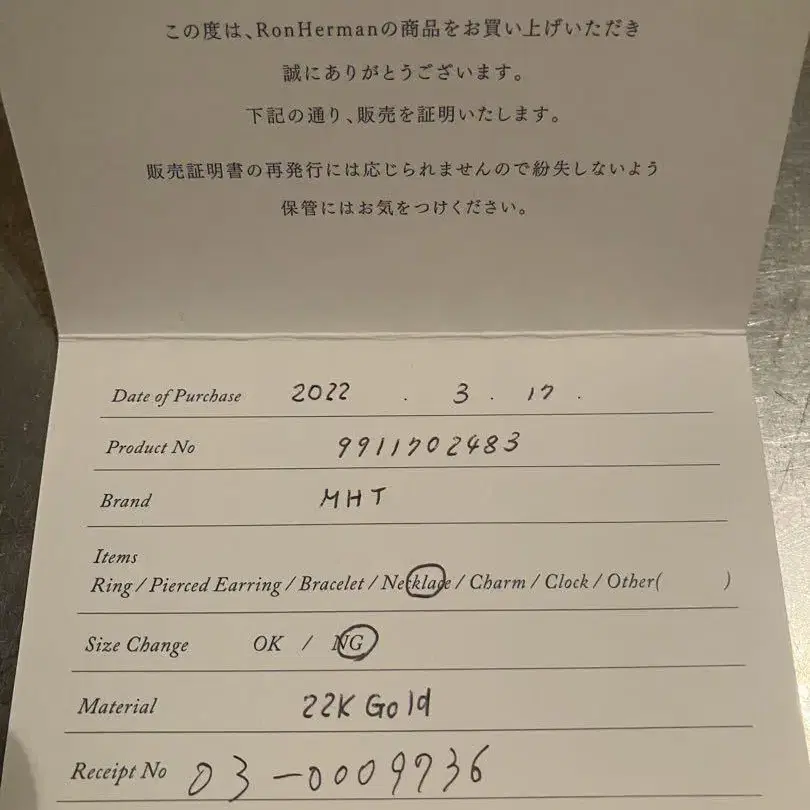 この度は、RonHermanの商品をお買い上げいただき
誠にありがとうございます。
下記の通り、販売を証明いたします。
販売証明書の再発行には応じられませんので紛失しないよう
保管にはお気をつけください。
Date of Purchase 2022 . 3 . 17 .
Product No 9911702483
Brand MHT
Items
Ring / Pierced Earring / Bracelet / Necklace / Charm / Clock / Other( )
Size Change OK / NG
Material 22K Gold
Receipt No 03-0009736